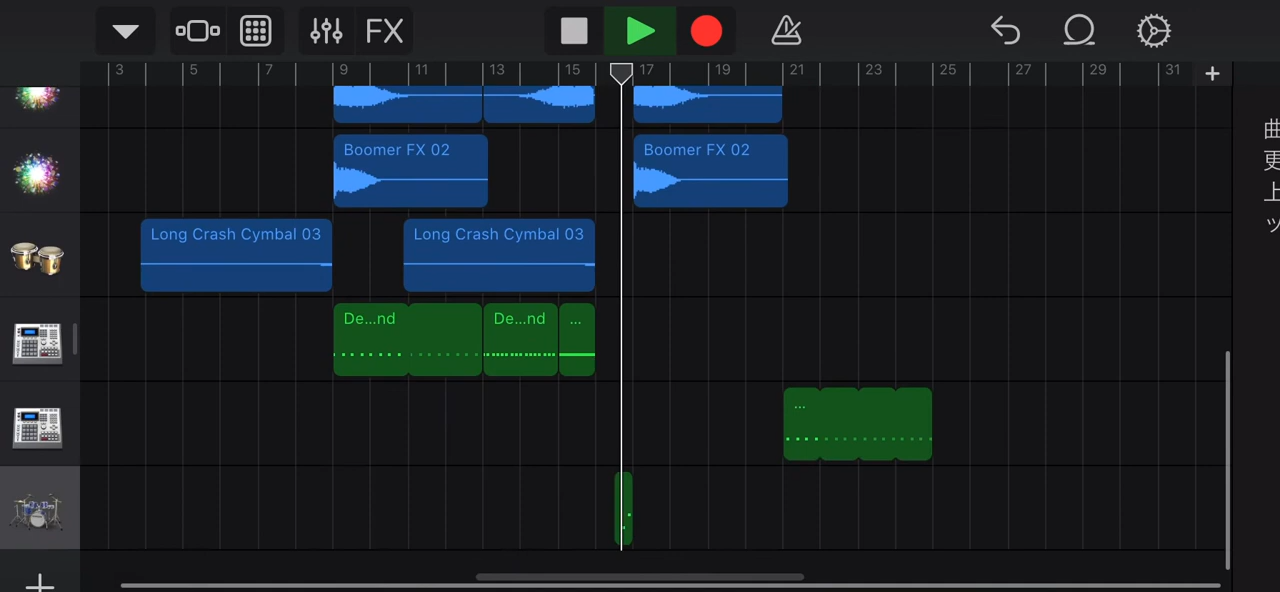 FX
3 5 7 9 11 13 15 17 19 21 23 25 27 29 31
曲
更
上
ッ
Boomer FX 02 Boomer FX 02
Long Crash Cymbal 03 Long Crash Cymbal 03
De...nd De...nd ...
...